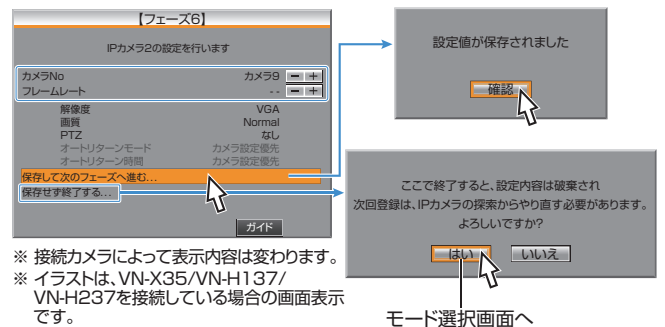 【フェーズ6】
IPカメラ2の設定を行います
カメラNo カメラ9 － ＋
フレームレート - - － ＋
解像度 VGA
画質 Normal
PTZ なし
オートリターンモード カメラ設定優先
オートリターン時間 カメラ設定優先
保存して次のフェーズへ進む...
保存せず終了する...
ガイド
※ 接続カメラによって表示内容は変わります。
※ イラストは、VN-X35/VN-H137/
VN-H237を接続している場合の画面表示
です。
設定値が保存されました
確認
ここで終了すると、設定内容は破棄され
次回登録は、IPカメラの探索からやり直す必要があります。
よろしいですか?
はい いいえ
モード選択画面へ